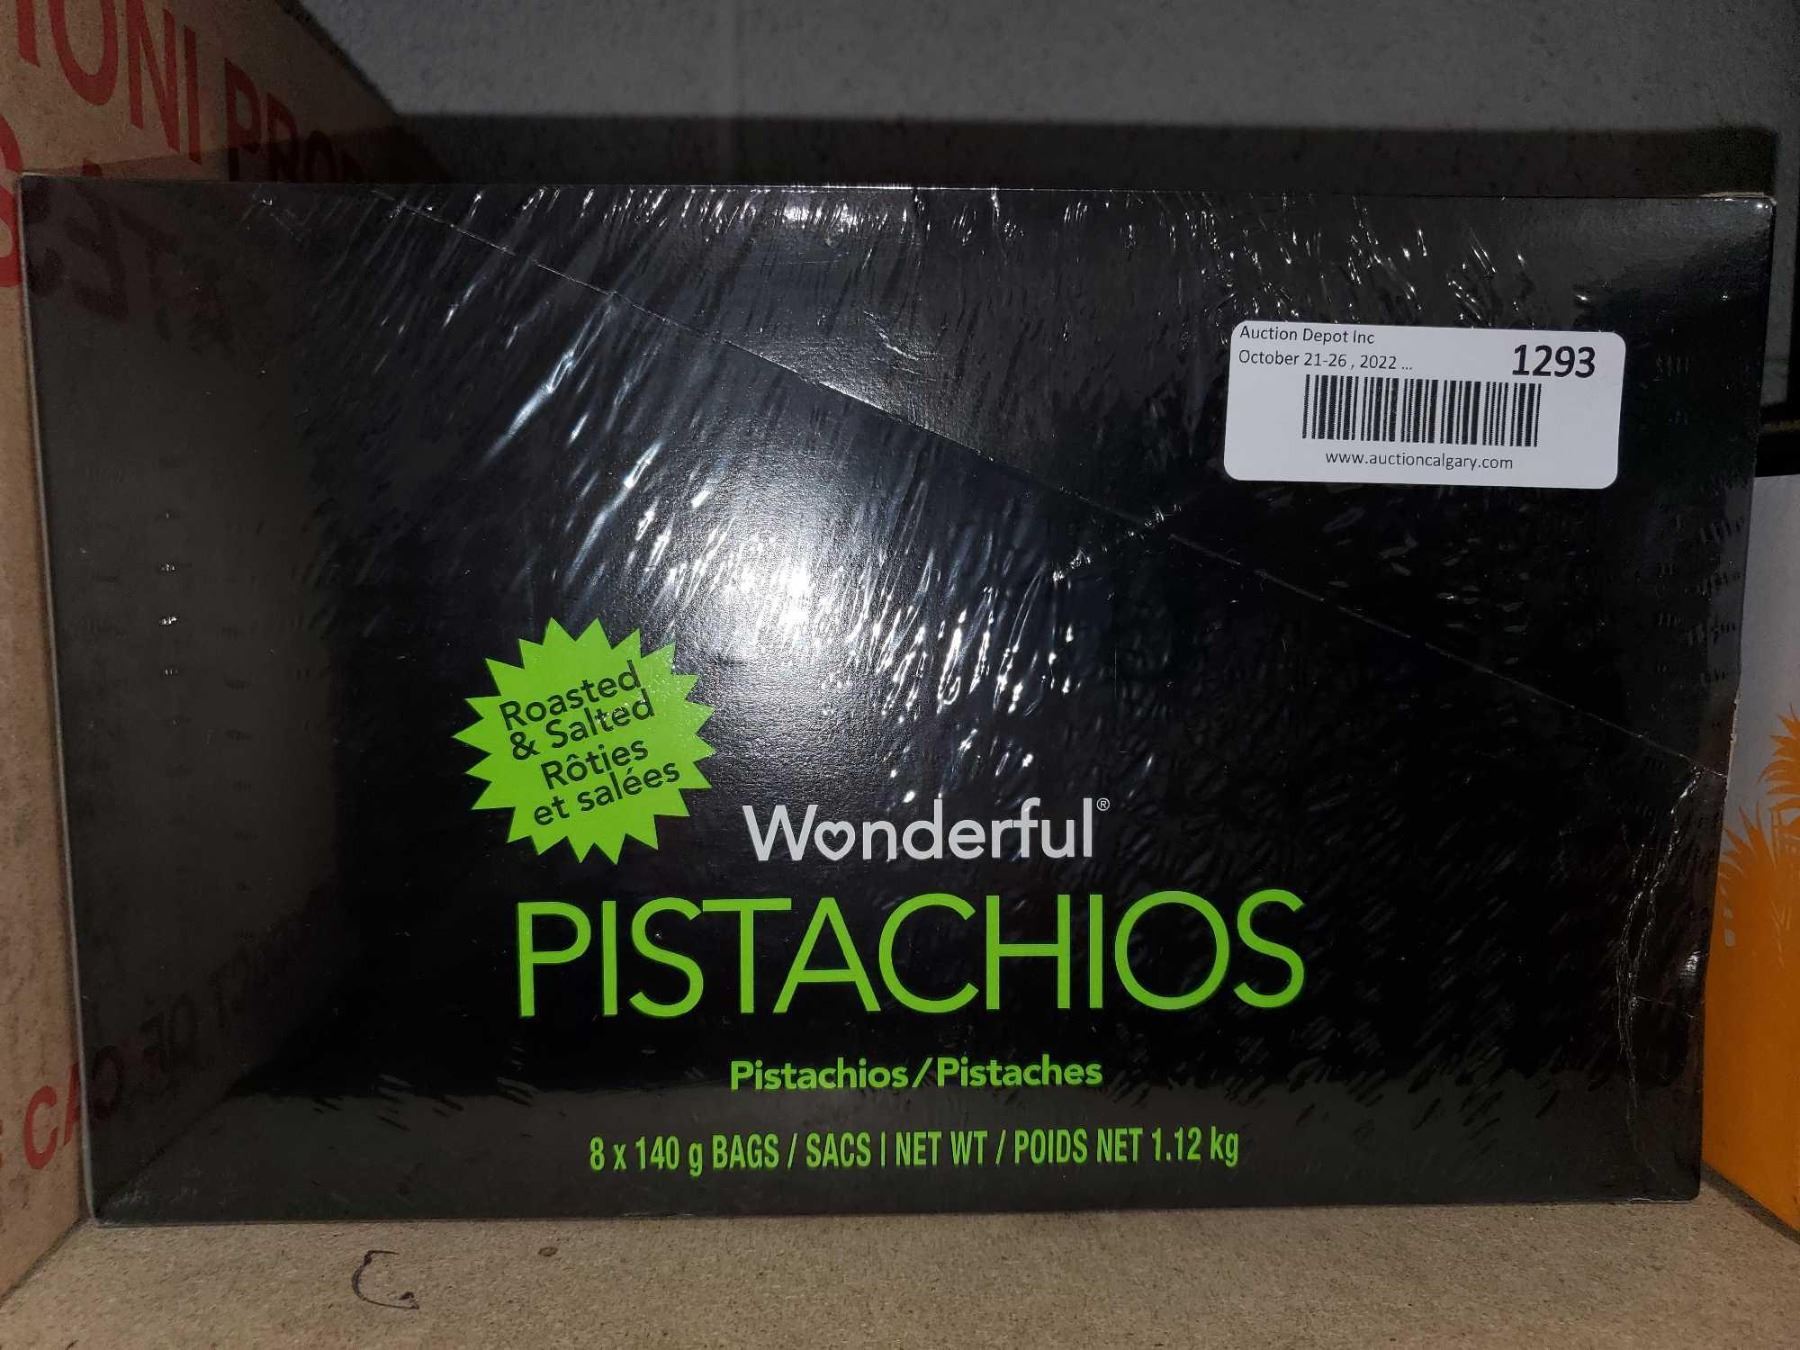 Auction Depot Inc
October 21-26 , 2022 ...
1293
www.auctioncalgary.com
Roasted
& Salted
Rôties
et salées
Wonderful®
PISTACHIOS
Pistachios/Pistaches
8 x 140 g BAGS / SACS | NET WT / POIDS NET 1.12 kg